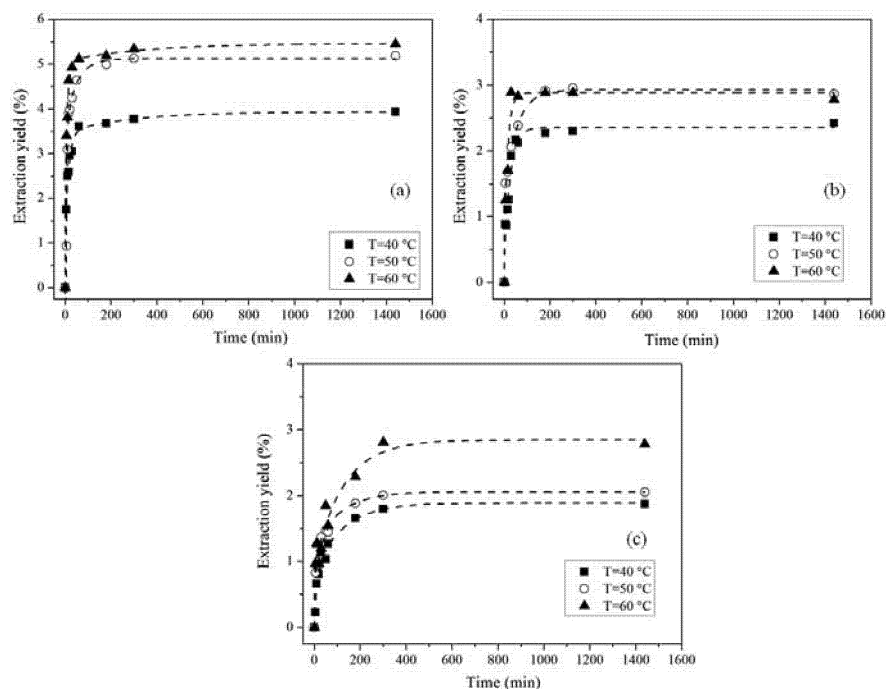 6
5
4
3
2
1
0
Extraction yield (%)
(a)
T=40 °C
T=50 °C
T=60 °C
0 200 400 600 800 1000 1200 1400 1600
Time (min)
4
3
2
1
0
Extraction yield (%)
(b)
T=40 °C
T=50 °C
T=60 °C
0 200 400 600 800 1000 1200 1400 1600
Time (min)
4
3
2
1
0
Extraction yield (%)
(c)
T=40 °C
T=50 °C
T=60 °C
0 200 400 600 800 1000 1200 1400 1600
Time (min)